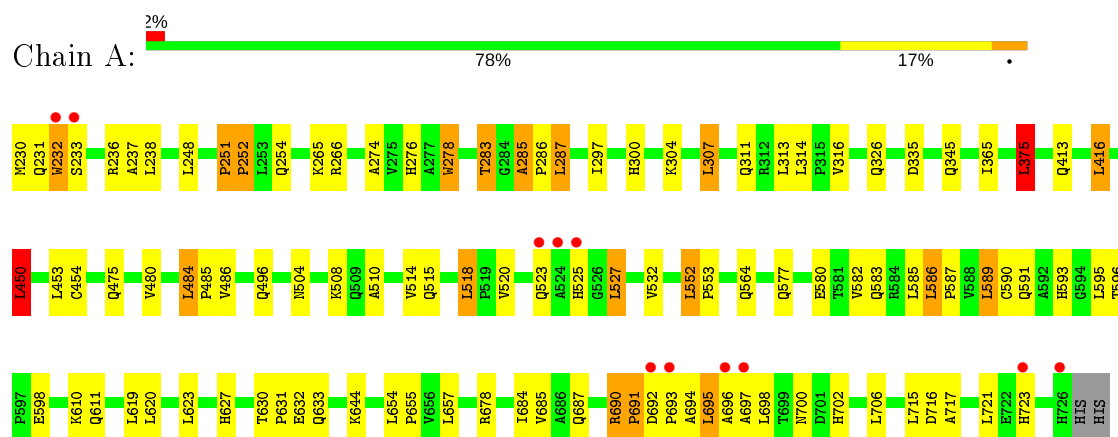 2%
Chain A:
78% 17% •
M230 Q231 W232 S233 R236 A237 L238 L248 P251 P252 L253 Q254 K265 R266 A274 V275 H276 A277 W278 T283 G284 A285 P286 L287 I297 H300 K304 L307 Q311 R312 L313 L314 P315 V316 Q326 D335 Q345 I365 L375 Q413 L416
L450 L453 C454 Q475 V480 L484 P485 V486 Q496 N504 K508 Q509 A510 V514 Q515 L518 P519 V520 Q523 A524 H525 G526 L527 V532 L552 P553 Q564 Q577 E580 T581 V582 Q583 R584 L585 L586 P587 V588 L589 C590 Q591 A592 H593 G594 L595 T596
P597 E598 K610 Q611 L619 L620 L623 H627 T630 P631 E632 Q633 K644 L654 P655 V656 L657 R678 I684 V685 A686 Q687 R690 P691 D692 P693 A694 L695 A696 A697 L698 T699 N700 D701 H702 L706 L715 D716 A717 L721 E722 H723 H726 HIS HIS